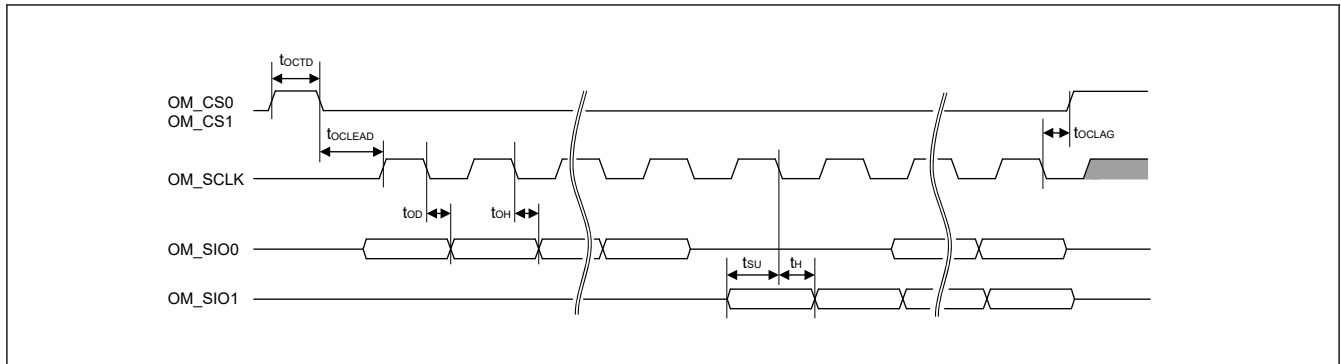 tOCTD
OM_CS0
OM_CS1
tOCLEAD
tOCLAG
OM_SCLK
tOD
tOH
OM_SIO0
tSU
tH
OM_SIO1